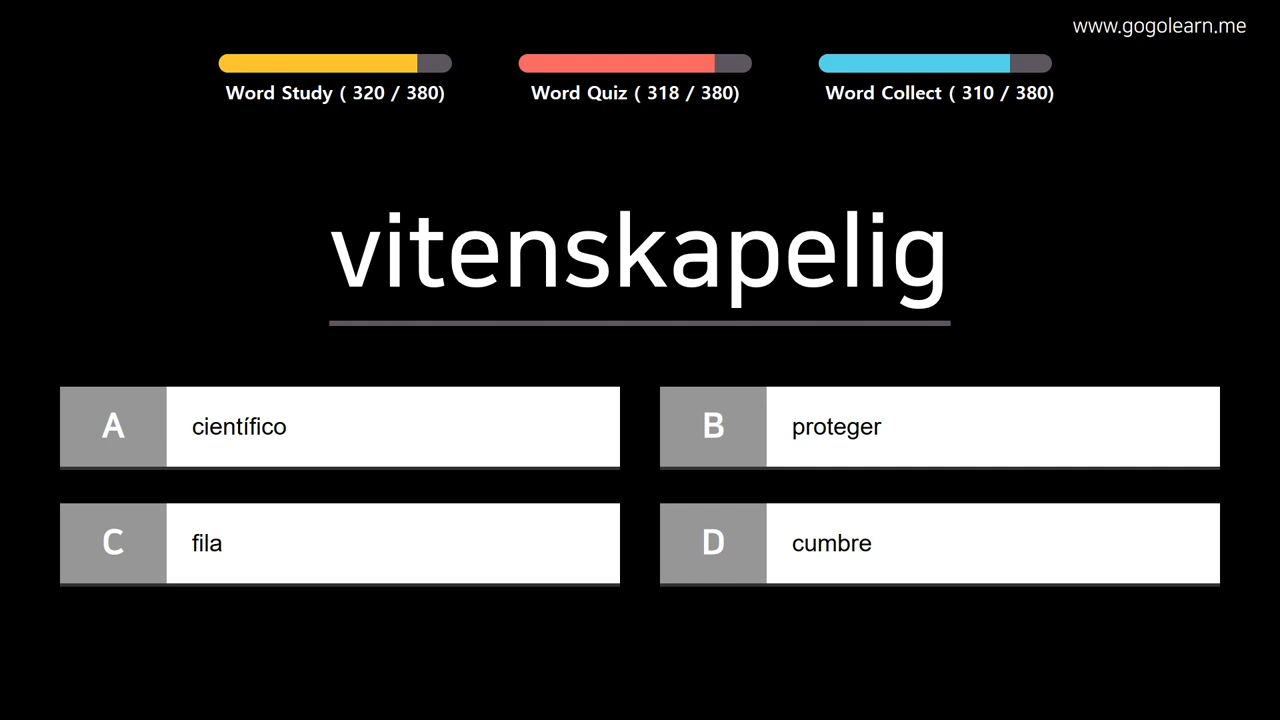 www.gogolearn.me
Word Study ( 320 / 380)
Word Quiz ( 318 / 380)
Word Collect ( 310 / 380)
vitenskapelig
A científico
B proteger
C fila
D cumbre